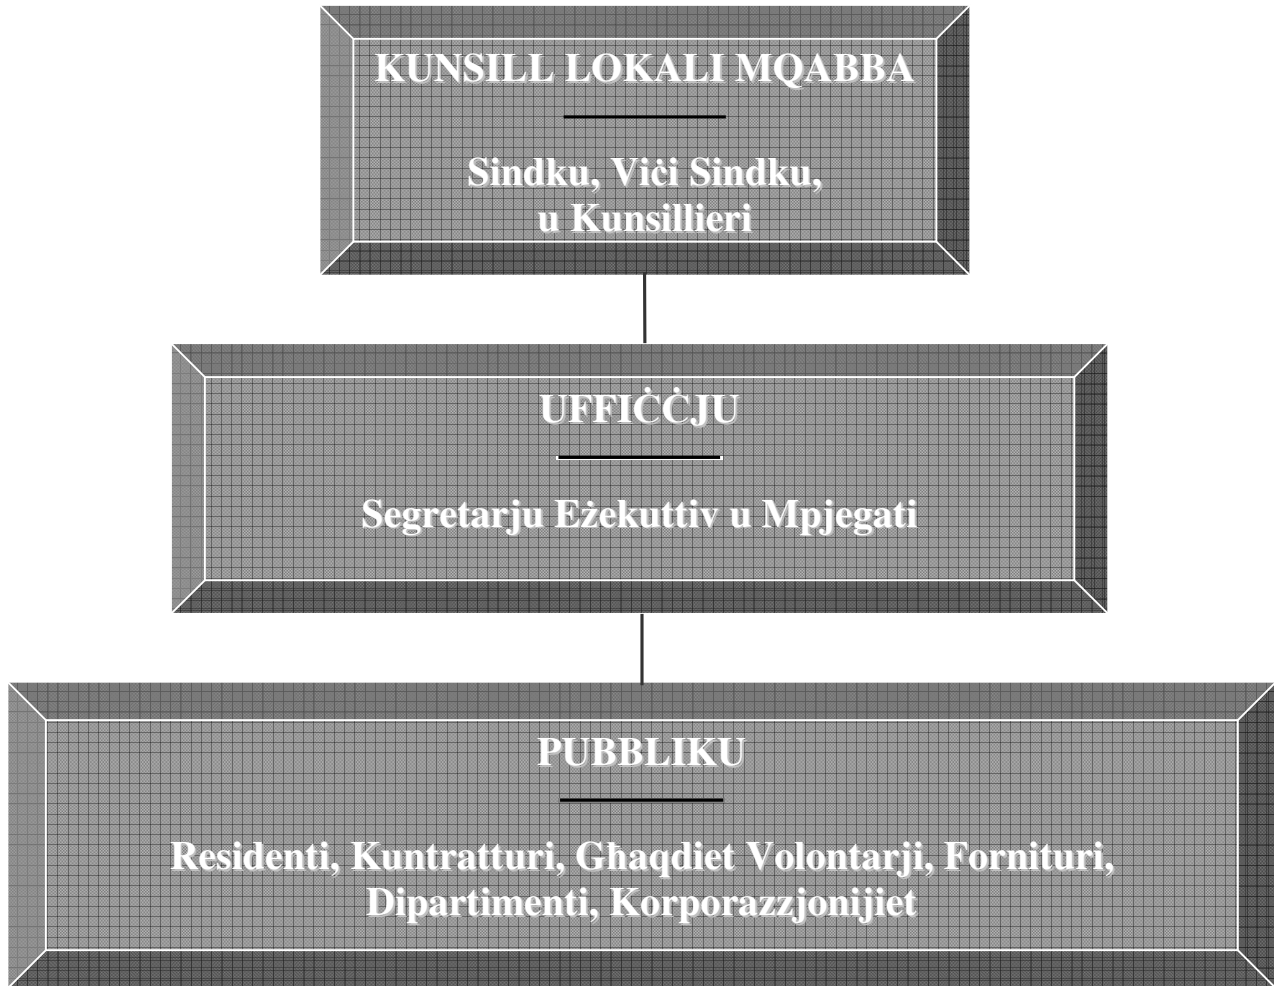 KUNSILL LOKALI MQABBA
Sindku, Viċi Sindku,
u Kunsillieri
UFFIĊĊJU
Segretarju Eżekuttiv u Mpjegati
PUBBLIKU
Residenti, Kuntratturi, Għaqdiet Volontarji, Fornituri,
Dipartimenti, Korporazzjonijiet